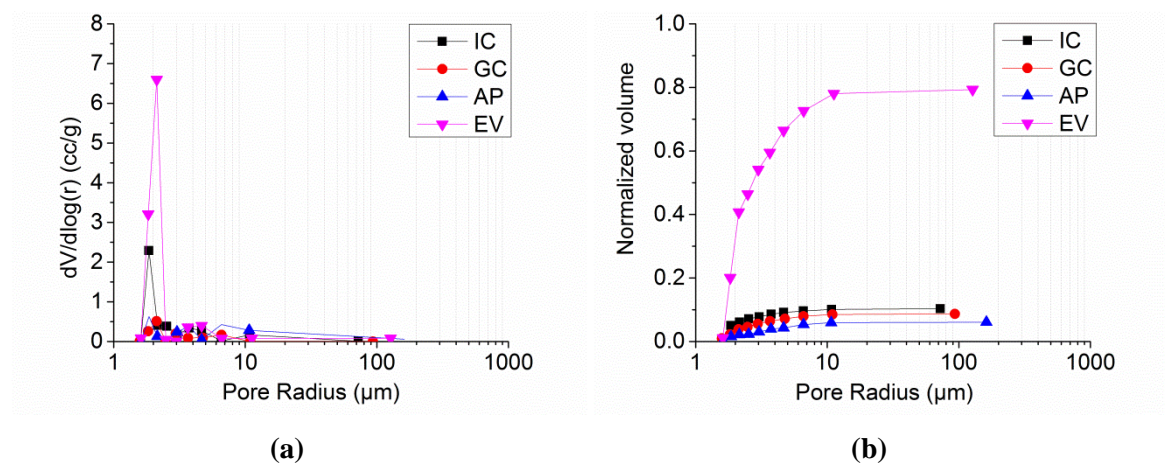 8
7
6
5
4
3
2
1
0
dV/dlog(r) (cc/g)
IC
GC
AP
EV
1
10
100
1000
Pore Radius (µm)
(a)
1.0
0.8
0.6
0.4
0.2
0.0
Normalized volume
IC
GC
AP
EV
1
10
100
1000
Pore Radius (µm)
(b)